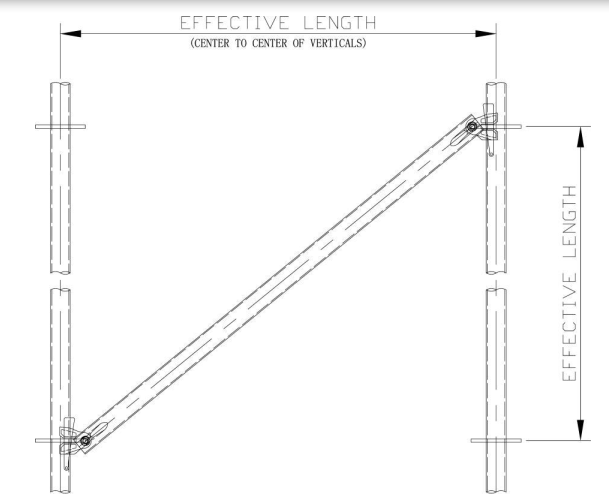 EFFECTIVE LENGTH
(CENTER TO CENTER OF VERTICALS)
EFFECTIVE LENGTH